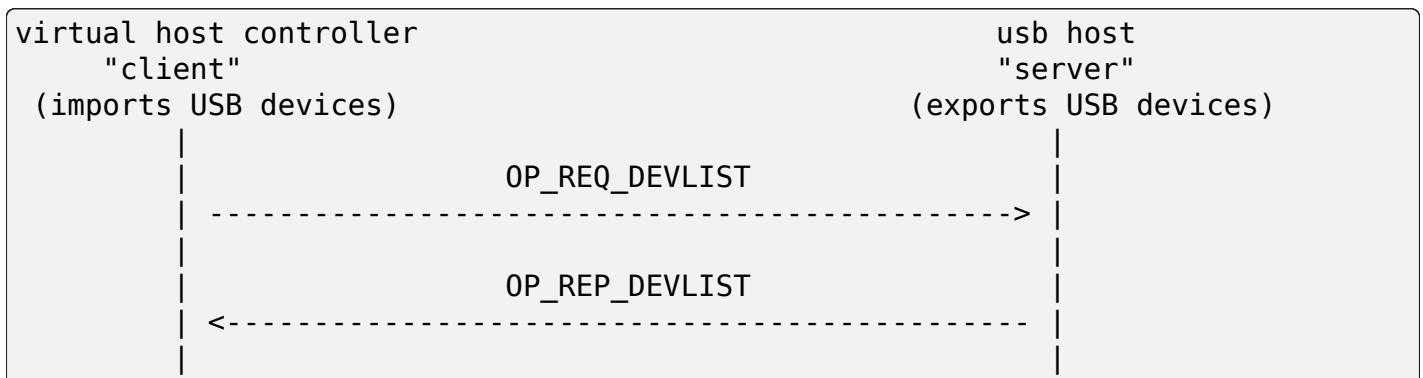 virtual host controller                                 usb host
     "client"                                           "server"
 (imports USB devices)                             (exports USB devices)
         |                                                 |
         |                  OP_REQ_DEVLIST                 |
         | ----------------------------------------------> |
         |                                                 |
         |                  OP_REP_DEVLIST                 |
         | <---------------------------------------------- |
         |                                                 |